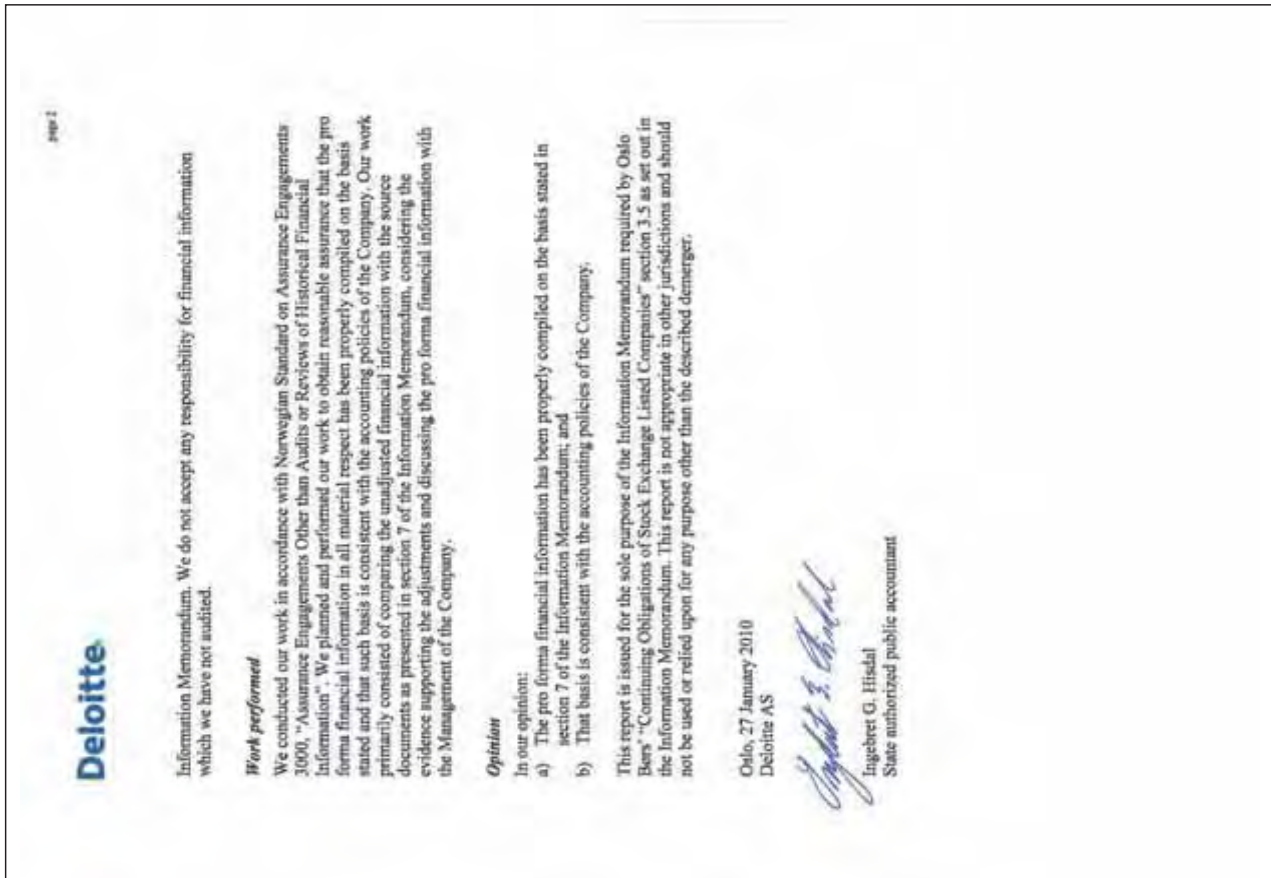 Deloitte.
page 2
Information Memorandum. We do not accept any responsibility for financial information
which we have not audited.
Work performed
We conducted our work in accordance with Norwegian Standard on Assurance Engagements
3000, "Assurance Engagements Other than Audits or Reviews of Historical Financial
Information". We planned and performed our work to obtain reasonable assurance that the pro
forma financial information in all material respect has been properly compiled on the basis
stated and that such basis is consistent with the accounting policies of the Company. Our work
primarily consisted of comparing the unadjusted financial information with the source
documents as presented in section 7 of the Information Memorandum, considering the
evidence supporting the adjustments and discussing the pro forma financial information with
the Management of the Company.
Opinion
In our opinion:
a) The pro forma financial information has been properly compiled on the basis stated in
section 7 of the Information Memorandum; and
b) That basis is consistent with the accounting policies of the Company.
This report is issued for the sole purpose of the Information Memorandum required by Oslo
Børs' "Continuing Obligations of Stock Exchange Listed Companies" section 3.5 as set out in
the Information Memorandum. This report is not appropriate in other jurisdictions and should
not be used or relied upon for any purpose other than the described demerger.
Oslo, 27 January 2010
Deloitte AS
Ingebret G. Hisdal
State authorized public accountant